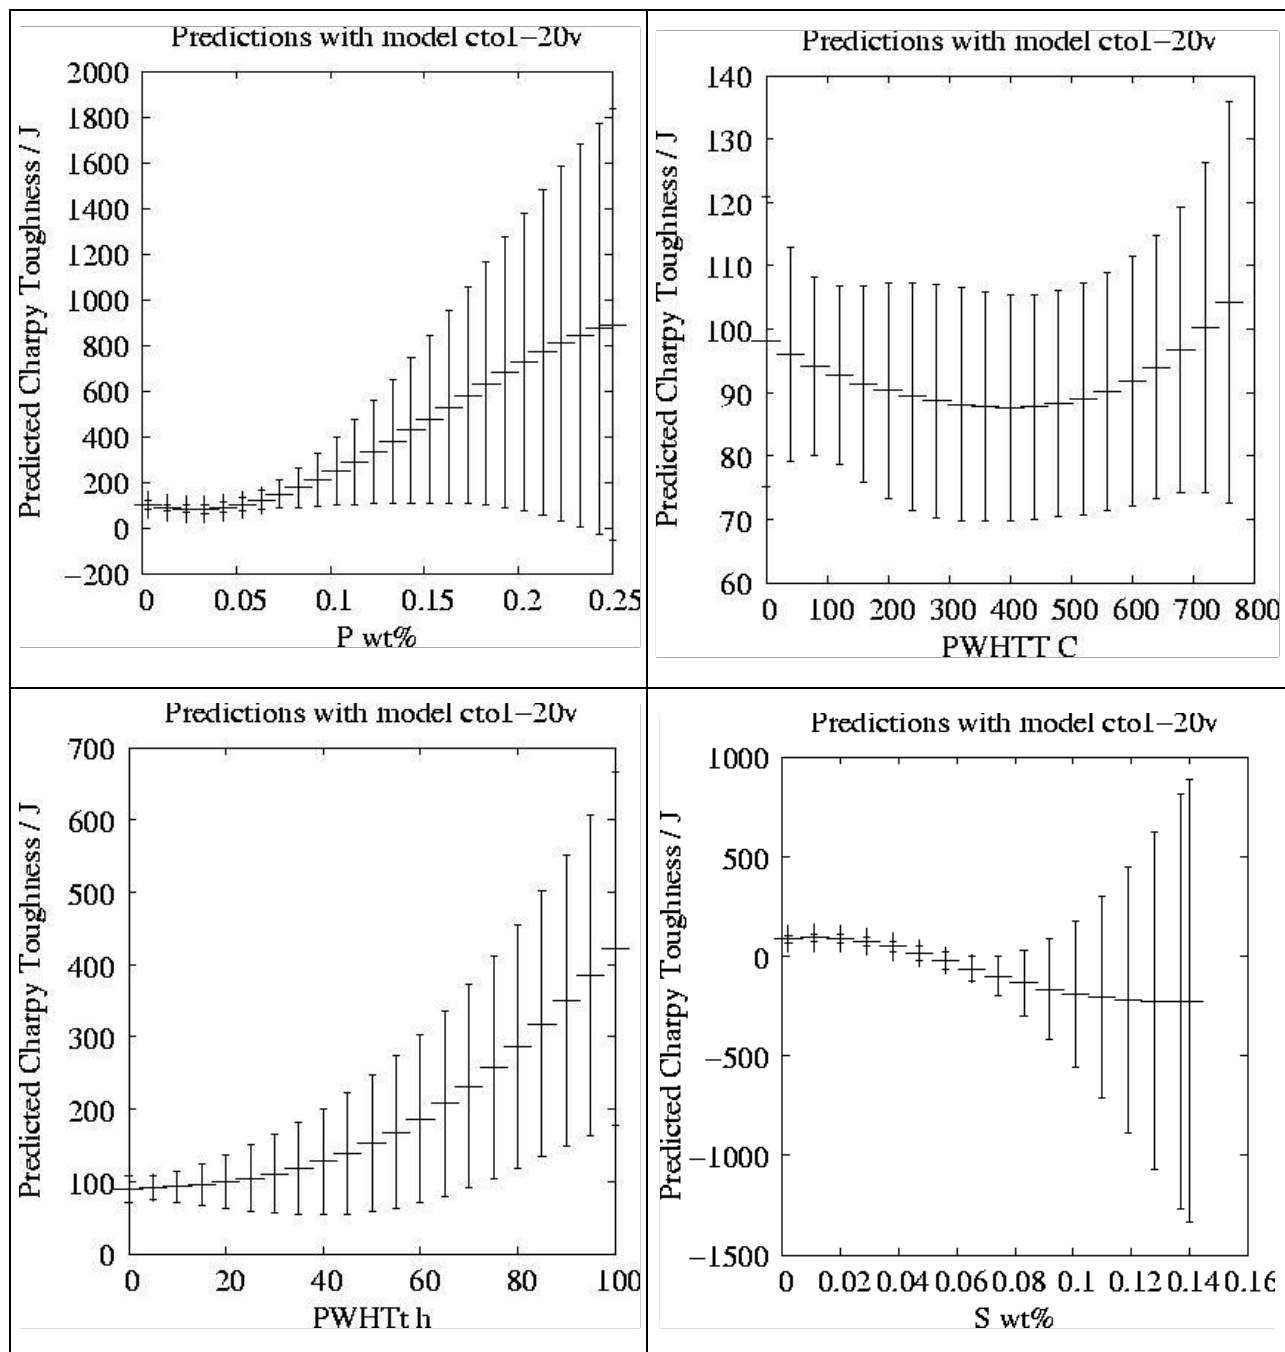 Predictions with model cto1–20v
Predicted Charpy Toughness / J
2000
1800
1600
1400
1200
1000
800
600
400
200
0
–200
0 0.05 0.1 0.15 0.2 0.25
P wt%
Predictions with model cto1–20v
Predicted Charpy Toughness / J
140
130
120
110
100
90
80
70
60
0 100 200 300 400 500 600 700 800
PWHTT C
Predictions with model cto1–20v
Predicted Charpy Toughness / J
700
600
500
400
300
200
100
0
0 20 40 60 80 100
PWHTt h
Predictions with model cto1–20v
Predicted Charpy Toughness / J
1000
500
0
–500
–1000
–1500
0 0.02 0.04 0.06 0.08 0.1 0.12 0.14 0.16
S wt%